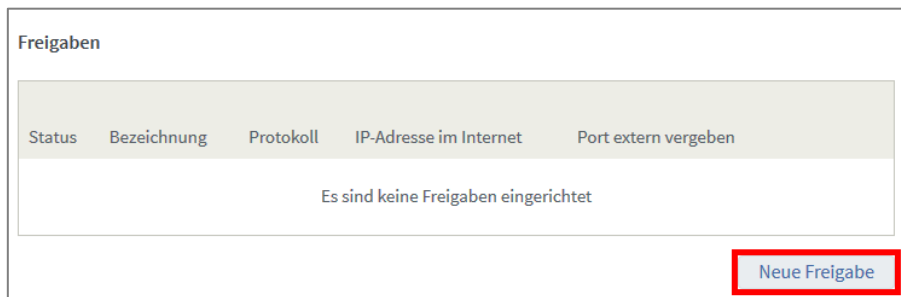 Freigaben
Status Bezeichnung Protokoll IP-Adresse im Internet Port extern vergeben
Es sind keine Freigaben eingerichtet
Neue Freigabe